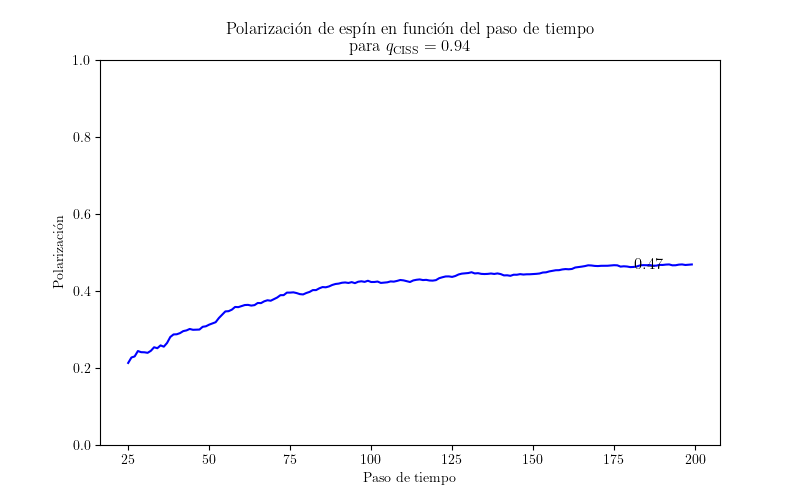 Polarización de espín en función del paso de tiempo
para q_CISS = 0.94
1.0
0.8
0.6
0.4
0.2
0.0
Polarización
0.47
25 50 75 100 125 150 175 200
Paso de tiempo